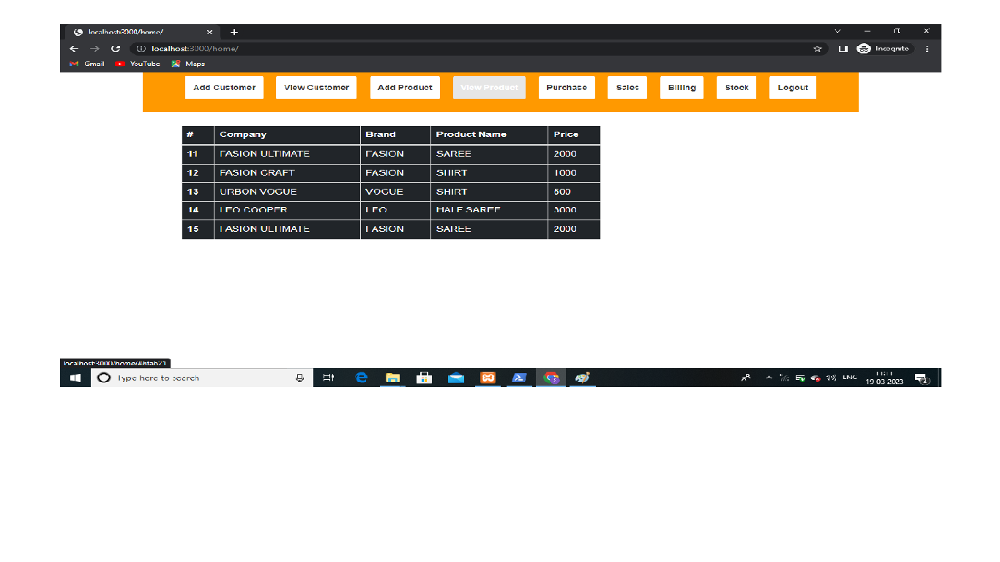 localhost:3000/home/
localhost:3000/home/
Incognito
Gmail YouTube Maps
Add Customer View Customer Add Product View Product Purchase Sales Billing Stock Logout
# Company Brand Product Name Price
11 FASION ULTIMATE FASION SAREE 2000
12 FASION CRAFT FASION SHIRT 1000
13 URBON VOGUE VOGUE SHIRT 500
14 LEO COOPER LEO HALF SAREE 3000
15 FASION ULTIMATE FASION SAREE 2000
localhost:3000/home/#htab21
Type here to search
ENG
19-03-2023
2